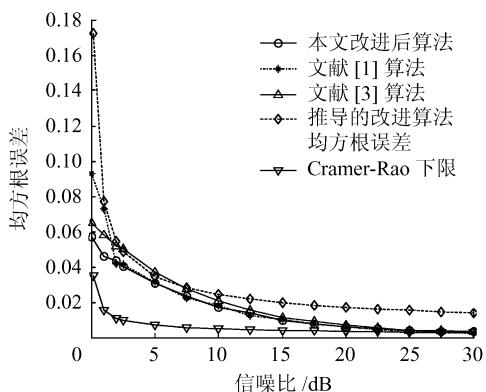 0.18
0.16
0.14
0.12
0.10
0.08
0.06
0.04
0.02
均方根误差
本文改进后算法
文献 [1] 算法
文献 [3] 算法
推导的改进算法
均方根误差
Cramer-Rao 下限
0 5 10 15 20 25 30
信噪比 /dB